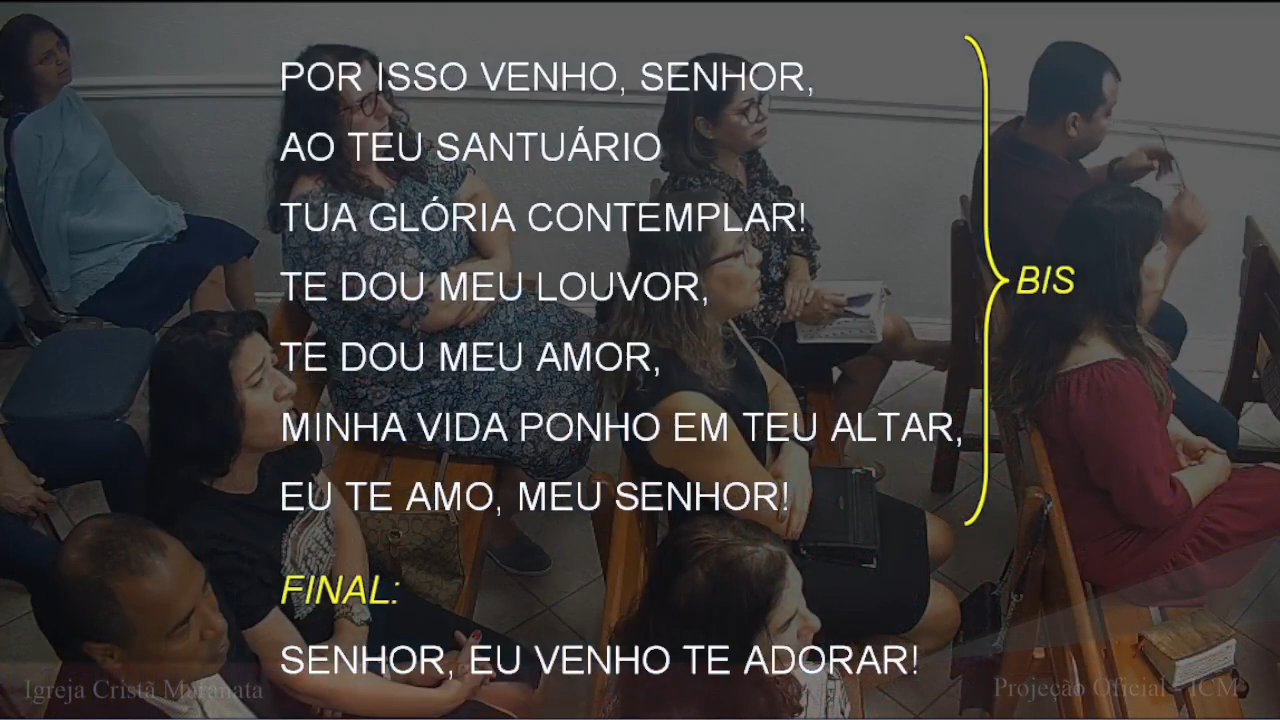 POR ISSO VENHO, SENHOR,
AO TEU SANTUÁRIO
TUA GLÓRIA CONTEMPLAR!
TE DOU MEU LOUVOR,
TE DOU MEU AMOR,
MINHA VIDA PONHO EM TEU ALTAR,
EU TE AMO, MEU SENHOR!
BIS
FINAL:
SENHOR, EU VENHO TE ADORAR!
Igreja Cristã Maranata
Projeção Oficial - ICM